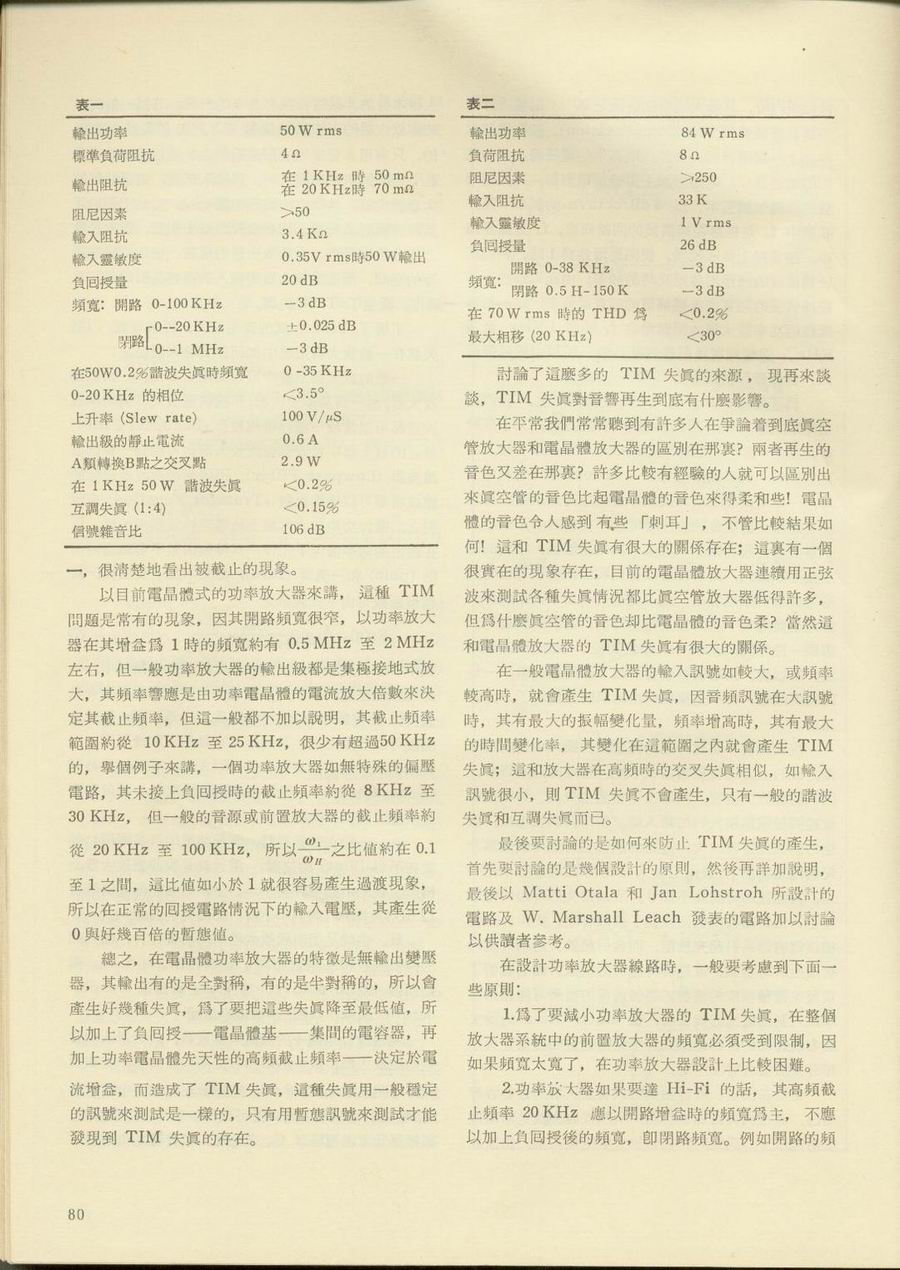 表一
輸出功率 50 W rms
標準負荷阻抗 4 Ω
輸出阻抗 在 1 KHz 時 50 mΩ
在 20 KHz時 70 mΩ
阻尼因素 >50
輸入阻抗 3.4 KΩ
輸入靈敏度 0.35V rms時50 W輸出
負囘授量 20 dB
頻寬: 開路 0-100 KHz −3 dB
閉路 0--20 KHz ±0.025 dB
0--1 MHz −3 dB
在50W0.2%諧波失眞時頻寬 0 -35 KHz
0-20 KHz 的相位 <3.5°
上升率 (Slew rate) 100 V/μS
輸出級的靜止電流 0.6 A
A類轉換B點之交叉點 2.9 W
在 1 KHz 50 W 諧波失眞 <0.2%
互調失眞 (1:4) <0.15%
信號雜音比 106 dB
一，很淸楚地看出被截止的現象。
以目前電晶體式的功率放大器來講， 這種 TIM
問題是常有的現象，因其開路頻寬很窄，以功率放大
器在其增益爲 1 時的頻寬約有 0.5 MHz 至 2 MHz
左右，但一般功率放大器的輸出級都是集極接地式放
大，其頻率響應是由功率電晶體的電流放大倍數來決
定其截止頻率，但這一般都不加以說明，其截止頻率
範圍約從 10 KHz 至 25 KHz，很少有超過50 KHz
的，舉個例子來講，一個功率放大器如無特殊的偏壓
電路，其未接上負囘授時的截止頻率約從 8 KHz 至
30 KHz， 但一般的音源或前置放大器的截止頻率約
從 20 KHz 至 100 KHz， 所以 ω₁/ω_H 之比値約在 0.1
至 1 之間，這比値如小於 1 就很容易產生過渡現象，
所以在正常的囘授電路情況下的輸入電壓，其產生從
0 與好幾百倍的暫態値。
總之，在電晶體功率放大器的特徵是無輸出變壓
器，其輸出有的是全對稱，有的是半對稱的，所以會
產生好幾種失眞，爲了要把這些失眞降至最低値，所
以加上了負囘授——電晶體基——集間的電容器，再
加上功率電晶體先天性的高頻截止頻率——決定於電
流增益，而造成了 TIM 失眞，這種失眞用一般穩定
的訊號來測試是一樣的，只有用暫態訊號來測試才能
發現到 TIM 失眞的存在。
80
表二
輸出功率 84 W rms
負荷阻抗 8 Ω
阻尼因素 >250
輸入阻抗 33 K
輸入靈敏度 1 V rms
負囘授量 26 dB
頻寬: 開路 0-38 KHz −3 dB
閉路 0.5 H-150 K −3 dB
在 70 W rms 時的 THD 爲 <0.2%
最大相移 (20 KHz) <30°
討論了這麼多的 TIM 失眞的來源， 現再來談
談，TIM 失眞對音響再生到底有什麼影響。
在平常我們常常聽到有許多人在爭論着到底眞空
管放大器和電晶體放大器的區別在那裏? 兩者再生的
音色又差在那裏? 許多比較有經驗的人就可以區別出
來眞空管的音色比起電晶體的音色來得柔和些! 電晶
體的音色令人感到有些「刺耳」， 不管比較結果如
何! 這和 TIM 失眞有很大的關係存在; 這裏有一個
很實在的現象存在，目前的電晶體放大器連續用正弦
波來測試各種失眞情況都比眞空管放大器低得許多，
但爲什麼眞空管的音色却比電晶體的音色柔? 當然這
和電晶體放大器的 TIM 失眞有很大的關係。
在一般電晶體放大器的輸入訊號如較大，或頻率
較高時，就會產生 TIM 失眞，因音頻訊號在大訊號
時，其有最大的振幅變化量，頻率增高時，其有最大
的時間變化率， 其變化在這範圍之內就會產生 TIM
失眞; 這和放大器在高頻時的交叉失眞相似，如輸入
訊號很小，則 TIM 失眞不會產生，只有一般的諧波
失眞和互調失眞而已。
最後要討論的是如何來防止 TIM 失眞的產生，
首先要討論的是幾個設計的原則，然後再詳加說明，
最後以 Matti Otala 和 Jan Lohstroh 所設計的
電路及 W. Marshall Leach 發表的電路加以討論
以供讀者參考。
在設計功率放大器線路時，一般要考慮到下面一
些原則:
1.爲了要減小功率放大器的 TIM 失眞，在整個
放大器系統中的前置放大器的頻寬必須受到限制，因
如果頻寬太寬了，在功率放大器設計上比較困難。
2.功率放大器如果要達 Hi-Fi 的話， 其高頻截
止頻率 20 KHz 應以開路增益時的頻寬爲主， 不應
以加上負囘授後的頻寬，卽閉路頻寬。例如開路的頻